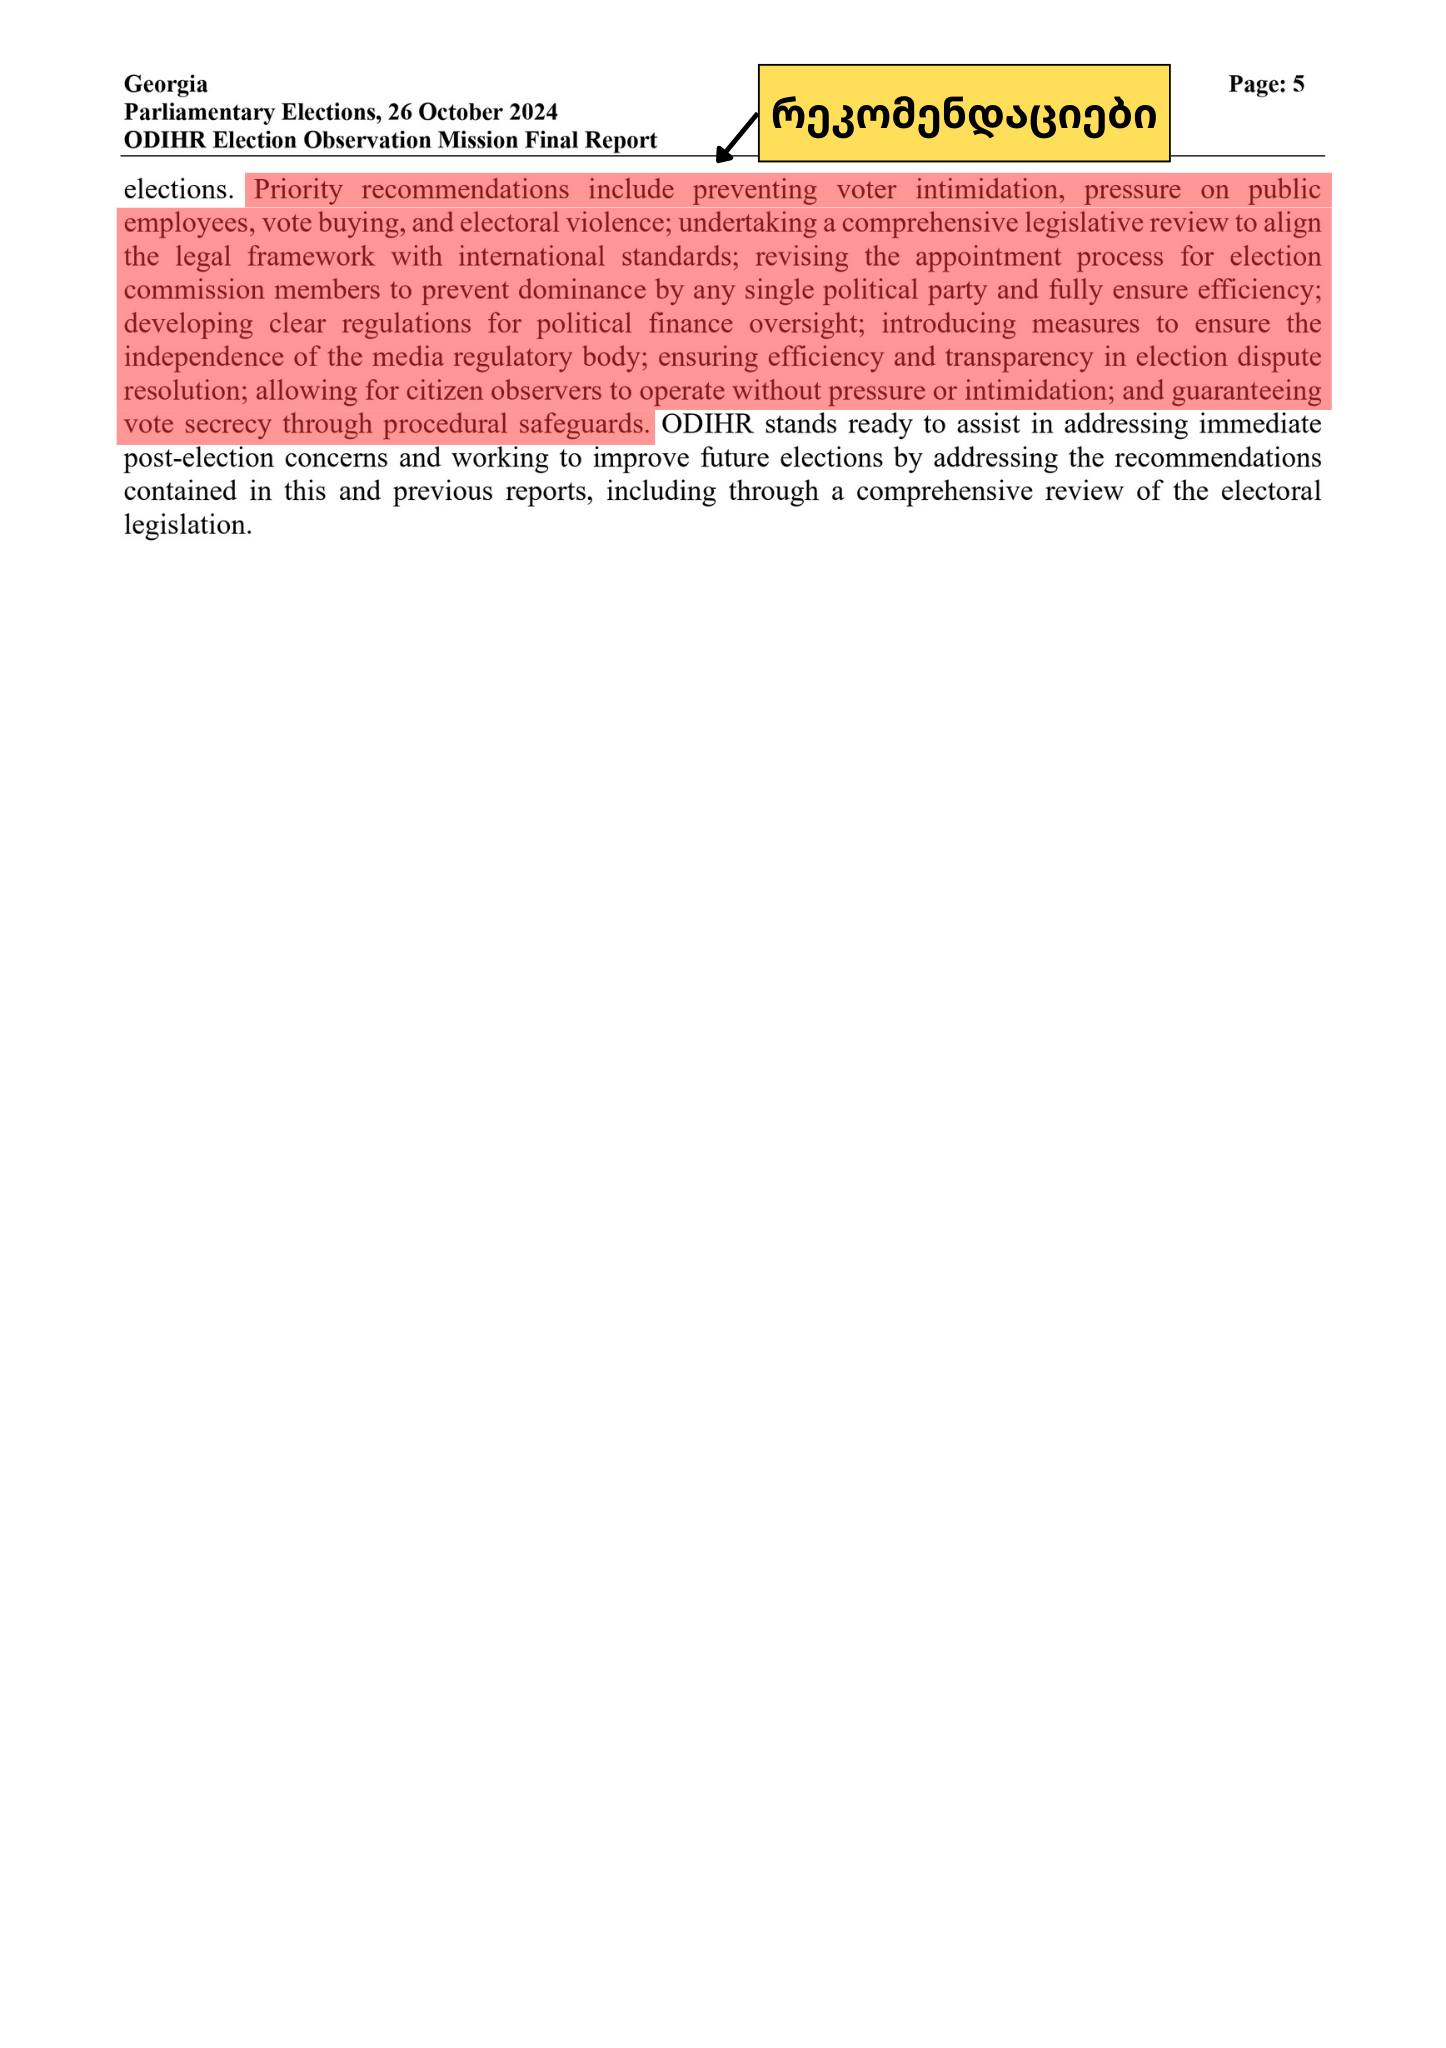 Georgia
Parliamentary Elections, 26 October 2024
ODIHR Election Observation Mission Final Report
რეკომენდაციები
Page: 5
elections. Priority recommendations include preventing voter intimidation, pressure on public
employees, vote buying, and electoral violence; undertaking a comprehensive legislative review to align
the legal framework with international standards; revising the appointment process for election
commission members to prevent dominance by any single political party and fully ensure efficiency;
developing clear regulations for political finance oversight; introducing measures to ensure the
independence of the media regulatory body; ensuring efficiency and transparency in election dispute
resolution; allowing for citizen observers to operate without pressure or intimidation; and guaranteeing
vote secrecy through procedural safeguards. ODIHR stands ready to assist in addressing immediate
post-election concerns and working to improve future elections by addressing the recommendations
contained in this and previous reports, including through a comprehensive review of the electoral
legislation.